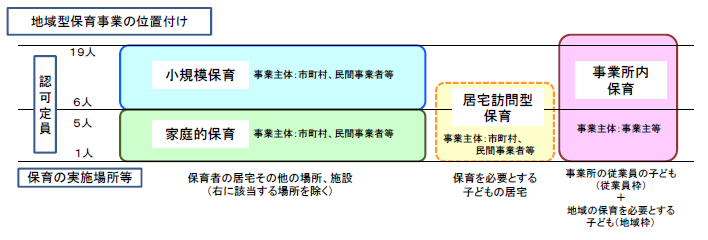 地域型保育事業の位置付け
認可定員
19人
6人
5人
1人
小規模保育
事業主体：市町村、民間事業者等
家庭的保育
事業主体：市町村、民間事業者等
居宅訪問型
保育
事業主体：市町村、
民間事業者等
事業所内
保育
事業主体：事業主等
保育の実施場所等
保育者の居宅その他の場所、施設
（右に該当する場所を除く）
保育を必要とする
子どもの居宅
事業所の従業員の子ども
（従業員枠）
＋
地域の保育を必要とする
子ども（地域枠）